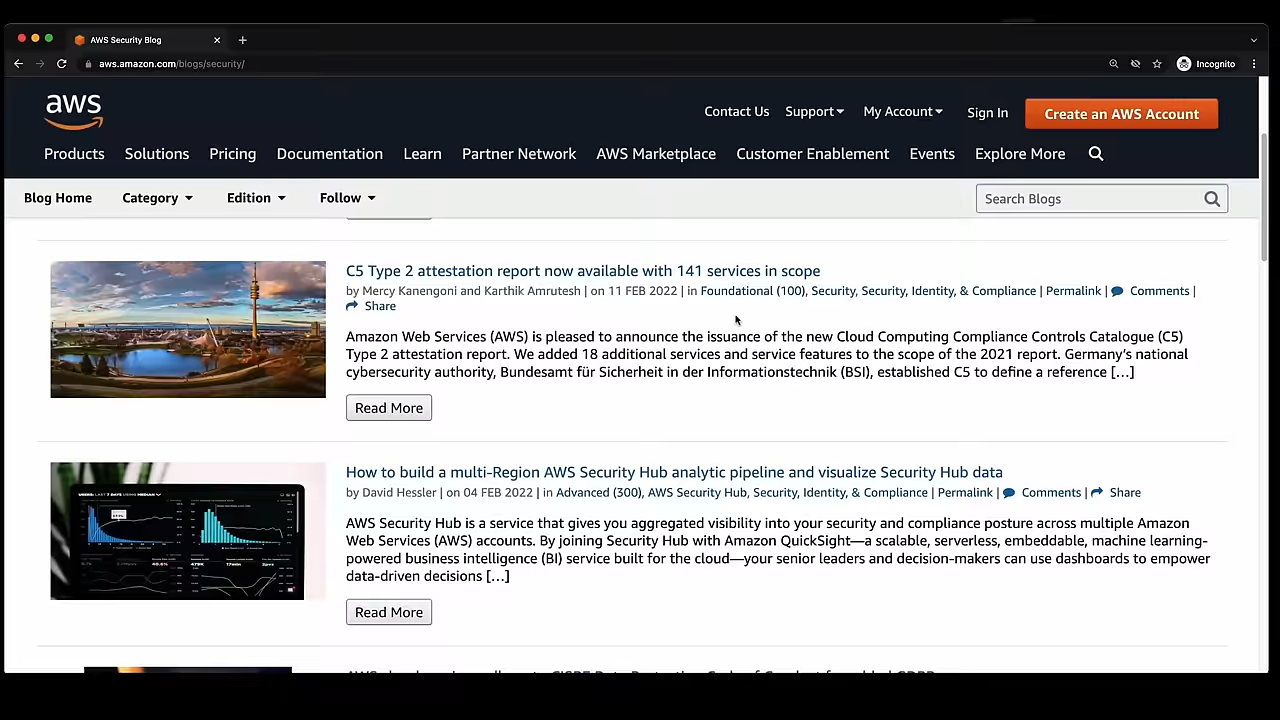 AWS Security Blog
aws.amazon.com/blogs/security/
Incognito
aws
Contact Us Support My Account Sign In Create an AWS Account
Products Solutions Pricing Documentation Learn Partner Network AWS Marketplace Customer Enablement Events Explore More
Blog Home Category Edition Follow Search Blogs
C5 Type 2 attestation report now available with 141 services in scope
by Mercy Kanengoni and Karthik Amrutesh | on 11 FEB 2022 | in Foundational (100), Security, Security, Identity, & Compliance | Permalink | Comments |
Share
Amazon Web Services (AWS) is pleased to announce the issuance of the new Cloud Computing Compliance Controls Catalogue (C5)
Type 2 attestation report. We added 18 additional services and service features to the scope of the 2021 report. Germany's national
cybersecurity authority, Bundesamt für Sicherheit in der Informationstechnik (BSI), established C5 to define a reference […]
Read More
How to build a multi-Region AWS Security Hub analytic pipeline and visualize Security Hub data
by David Hessler | on 04 FEB 2022 | in Advanced (300), AWS Security Hub, Security, Identity, & Compliance | Permalink | Comments | Share
AWS Security Hub is a service that gives you aggregated visibility into your security and compliance posture across multiple Amazon
Web Services (AWS) accounts. By joining Security Hub with Amazon QuickSight—a scalable, serverless, embeddable, machine learning-
powered business intelligence (BI) service built for the cloud—your senior leaders and decision-makers can use dashboards to empower
data-driven decisions […]
Read More